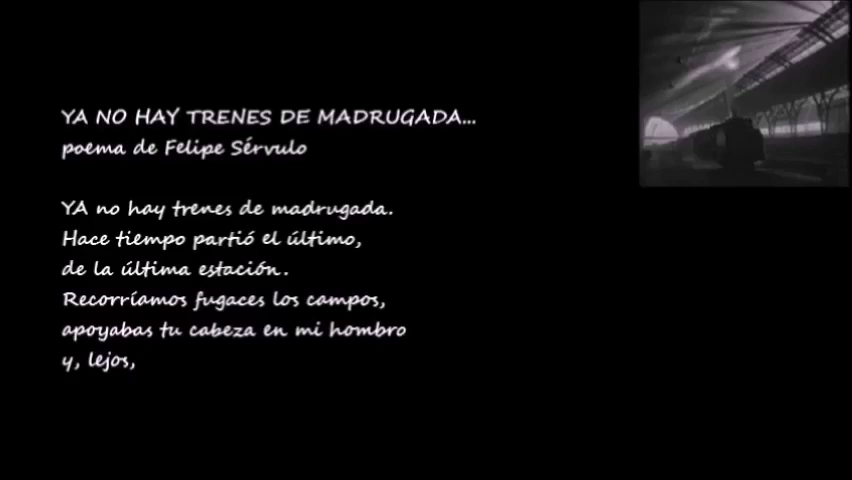 YA NO HAY TRENES DE MADRUGADA...
poema de Felipe Sérvulo
YA no hay trenes de madrugada.
Hace tiempo partió el último,
de la última estación.
Recorríamos fugaces los campos,
apoyabas tu cabeza en mi hombro
y, lejos,